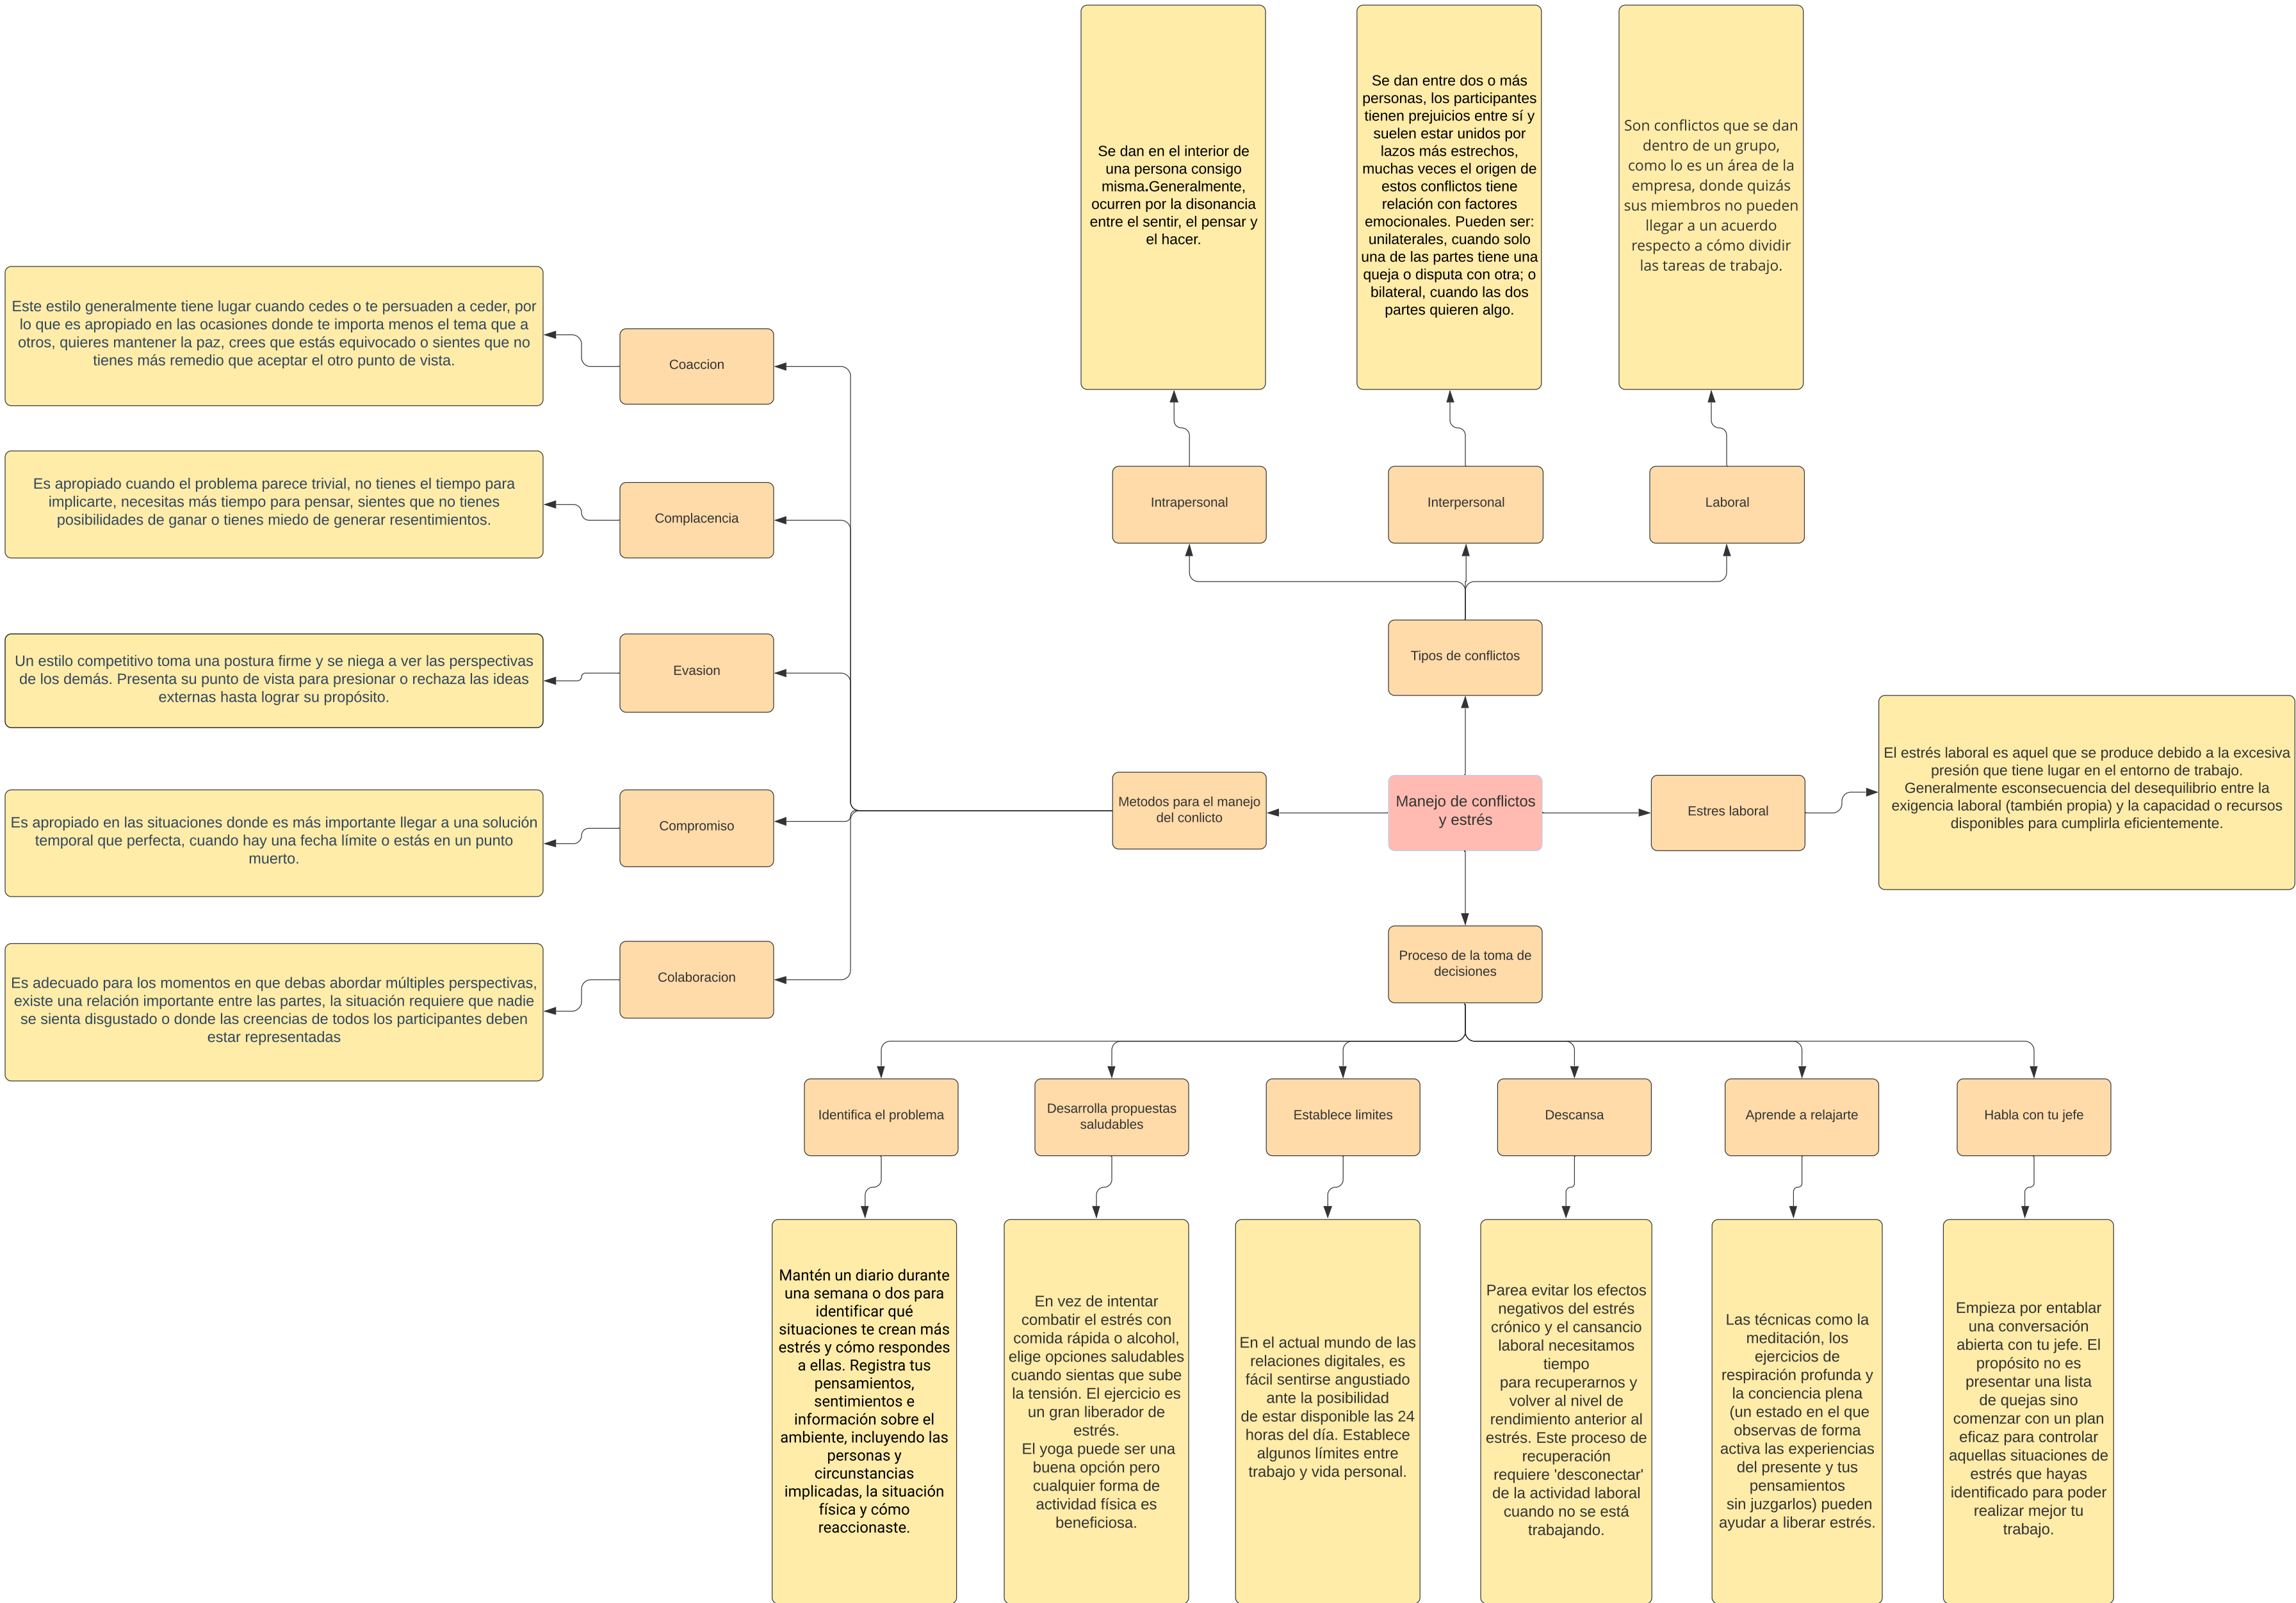 Se dan en el interior de
una persona consigo
misma.Generalmente,
ocurren por la disonancia
entre el sentir, el pensar y
el hacer.
Se dan entre dos o más
personas, los participantes
tienen prejuicios entre sí y
suelen estar unidos por
lazos más estrechos,
muchas veces el origen de
estos conflictos tiene
relación con factores
emocionales. Pueden ser:
unilaterales, cuando solo
una de las partes tiene una
queja o disputa con otra; o
bilateral, cuando las dos
partes quieren algo.
Son conflictos que se dan
dentro de un grupo,
como lo es un área de la
empresa, donde quizás
sus miembros no pueden
llegar a un acuerdo
respecto a cómo dividir
las tareas de trabajo.
Intrapersonal
Interpersonal
Laboral
Tipos de conflictos
Este estilo generalmente tiene lugar cuando cedes o te persuaden a ceder, por
lo que es apropiado en las ocasiones donde te importa menos el tema que a
otros, quieres mantener la paz, crees que estás equivocado o sientes que no
tienes más remedio que aceptar el otro punto de vista.
Coaccion
Es apropiado cuando el problema parece trivial, no tienes el tiempo para
implicarte, necesitas más tiempo para pensar, sientes que no tienes
posibilidades de ganar o tienes miedo de generar resentimientos.
Complacencia
Un estilo competitivo toma una postura firme y se niega a ver las perspectivas
de los demás. Presenta su punto de vista para presionar o rechaza las ideas
externas hasta lograr su propósito.
Evasion
Es apropiado en las situaciones donde es más importante llegar a una solución
temporal que perfecta, cuando hay una fecha límite o estás en un punto
muerto.
Compromiso
Es adecuado para los momentos en que debas abordar múltiples perspectivas,
existe una relación importante entre las partes, la situación requiere que nadie
se sienta disgustado o donde las creencias de todos los participantes deben
estar representadas
Colaboracion
Metodos para el manejo
del conlicto
Manejo de conflictos
y estrés
Estres laboral
El estrés laboral es aquel que se produce debido a la excesiva
presión que tiene lugar en el entorno de trabajo.
Generalmente esconsecuencia del desequilibrio entre la
exigencia laboral (también propia) y la capacidad o recursos
disponibles para cumplirla eficientemente.
Proceso de la toma de
decisiones
Identifica el problema
Desarrolla propuestas
saludables
Establece limites
Descansa
Aprende a relajarte
Habla con tu jefe
Mantén un diario durante
una semana o dos para
identificar qué
situaciones te crean más
estrés y cómo respondes
a ellas. Registra tus
pensamientos,
sentimientos e
información sobre el
ambiente, incluyendo las
personas y
circunstancias
implicadas, la situación
física y cómo
reaccionaste.
En vez de intentar
combatir el estrés con
comida rápida o alcohol,
elige opciones saludables
cuando sientas que sube
la tensión. El ejercicio es
un gran liberador de
estrés.
El yoga puede ser una
buena opción pero
cualquier forma de
actividad física es
beneficiosa.
En el actual mundo de las
relaciones digitales, es
fácil sentirse angustiado
ante la posibilidad
de estar disponible las 24
horas del día. Establece
algunos límites entre
trabajo y vida personal.
Parea evitar los efectos
negativos del estrés
crónico y el cansancio
laboral necesitamos
tiempo
para recuperarnos y
volver al nivel de
rendimiento anterior al
estrés. Este proceso de
recuperación
requiere 'desconectar'
de la actividad laboral
cuando no se está
trabajando.
Las técnicas como la
meditación, los
ejercicios de
respiración profunda y
la conciencia plena
(un estado en el que
observas de forma
activa las experiencias
del presente y tus
pensamientos
sin juzgarlos) pueden
ayudar a liberar estrés.
Empieza por entablar
una conversación
abierta con tu jefe. El
propósito no es
presentar una lista
de quejas sino
comenzar con un plan
eficaz para controlar
aquellas situaciones de
estrés que hayas
identificado para poder
realizar mejor tu
trabajo.